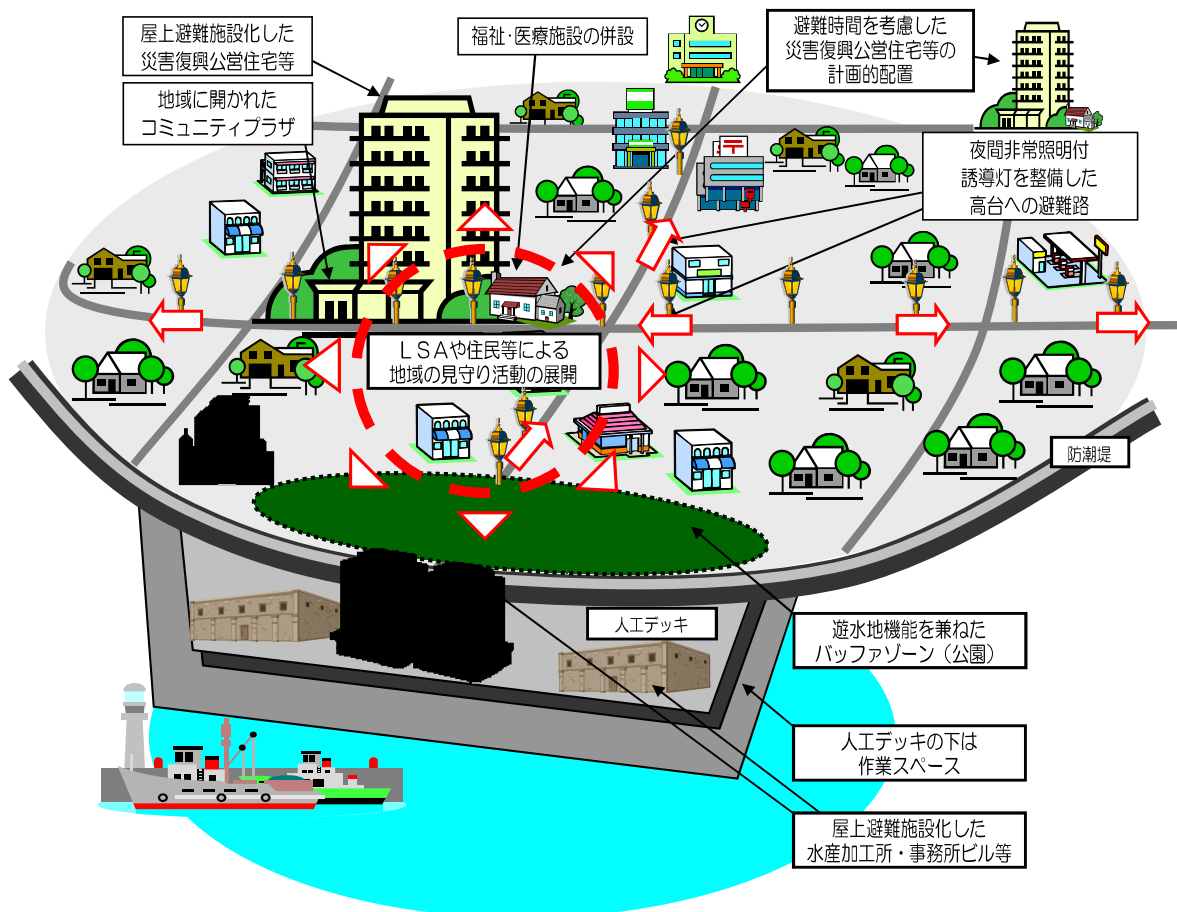 屋上避難施設化した
災害復興公営住宅等
福祉・医療施設の併設
避難時間を考慮した
災害復興公営住宅等の
計画的配置
地域に開かれた
コミュニティプラザ
夜間非常照明付
誘導灯を整備した
高台への避難路
〒
ＬＳＡや住民等による
地域の見守り活動の展開
防潮堤
人工デッキ
遊水地機能を兼ねた
バッファゾーン（公園）
人工デッキの下は
作業スペース
屋上避難施設化した
水産加工所・事務所ビル等